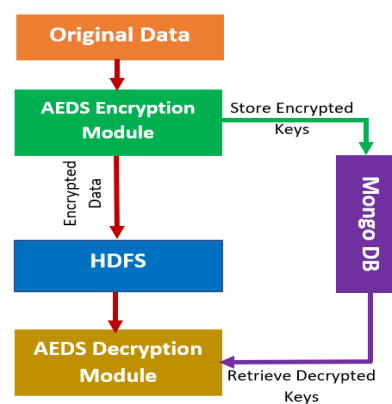 Original Data
AEDS Encryption
Module
Store Encrypted
Keys
Encrypted
Data
Mongo DB
HDFS
AEDS Decryption
Module
Retrieve Decrypted
Keys